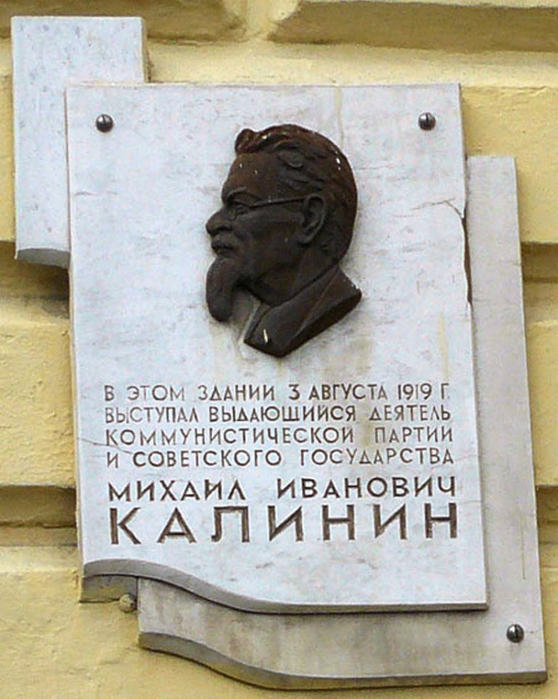 В ЭТОМ ЗДАНИИ 3 АВГУСТА 1919 Г.
ВЫСТУПАЛ ВЫДАЮЩИЙСЯ ДЕЯТЕЛЬ
КОММУНИСТИЧЕСКОЙ ПАРТИИ
И СОВЕТСКОГО ГОСУДАРСТВА
МИХАИЛ ИВАНОВИЧ
КАЛИНИН